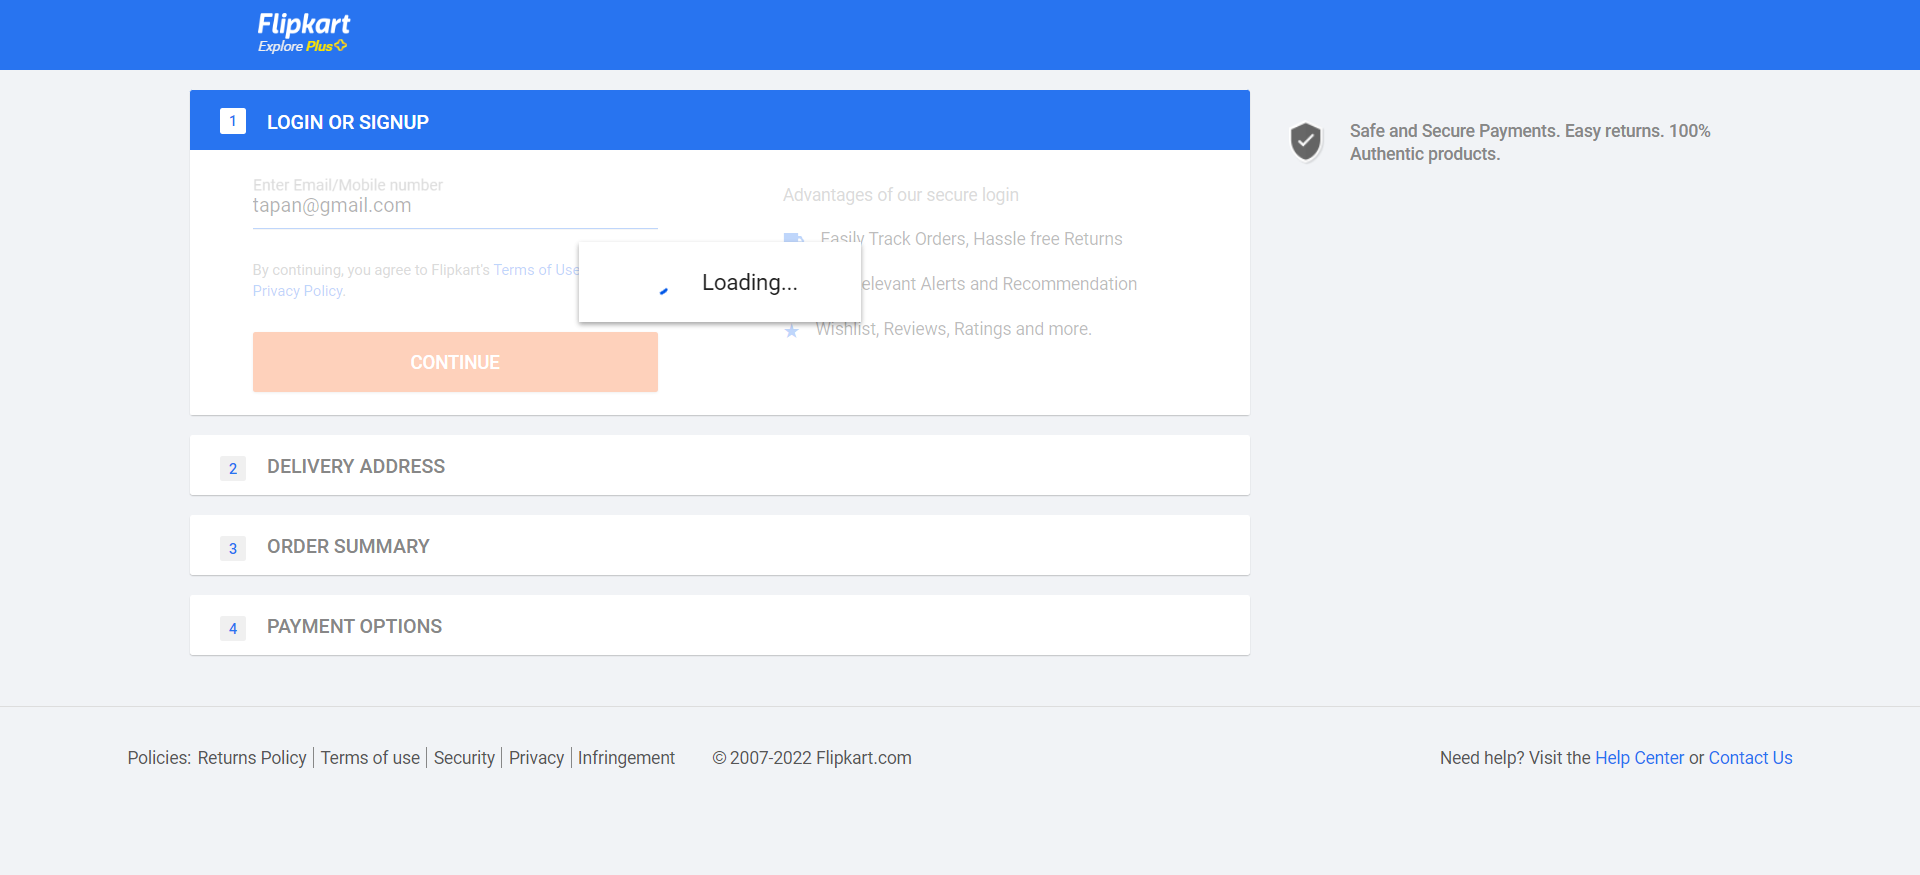 Flipkart
Explore Plus
1 LOGIN OR SIGNUP
Safe and Secure Payments. Easy returns. 100%
Authentic products.
Enter Email/Mobile number
tapan@gmail.com
By continuing, you agree to Flipkart's Terms of Use
Privacy Policy.
CONTINUE
Advantages of our secure login
Easily Track Orders, Hassle free Returns
Alerts and Recommendation
Wishlist, Reviews, Ratings and more.
Loading...
2 DELIVERY ADDRESS
3 ORDER SUMMARY
4 PAYMENT OPTIONS
Policies: Returns Policy Terms of use Security Privacy Infringement © 2007-2022 Flipkart.com
Need help? Visit the Help Center or Contact Us